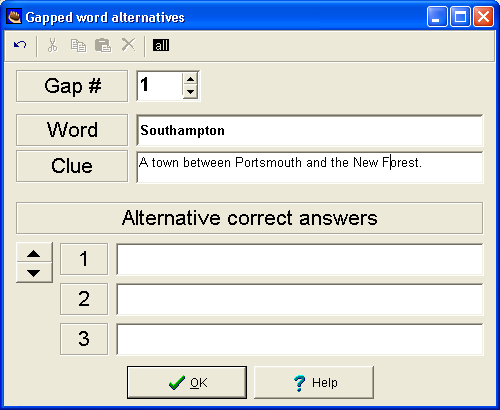 Gapped word alternatives
all
Gap # 1
Word Southampton
Clue A town between Portsmouth and the New Forest.
Alternative correct answers
1
2
3
OK Help